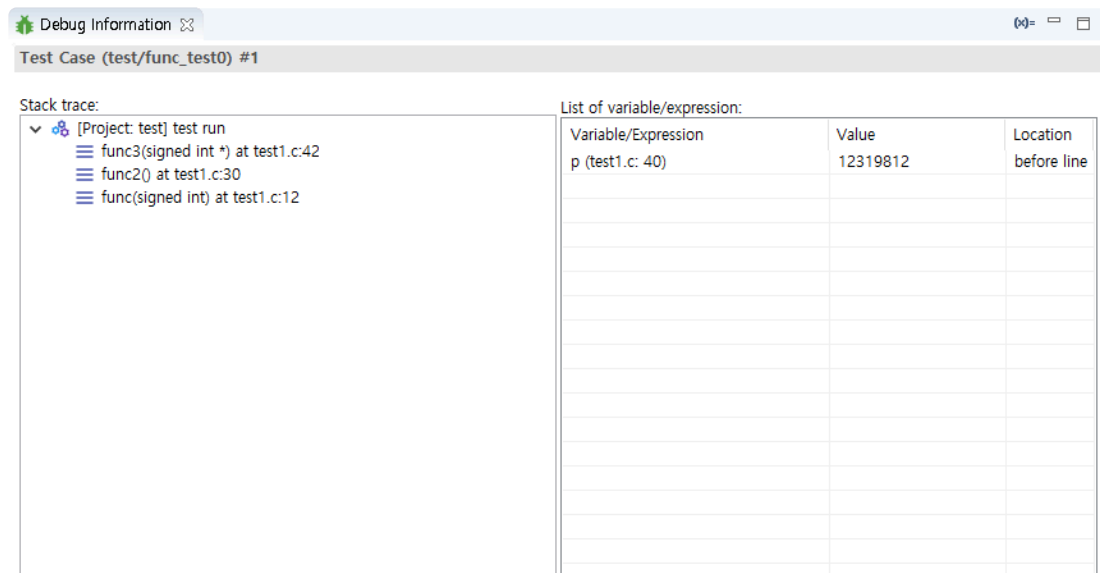 Debug Information
(x)=
Test Case (test/func_test0) #1
Stack trace:
[Project: test] test run
func3(signed int *) at test1.c:42
func2() at test1.c:30
func(signed int) at test1.c:12
List of variable/expression:
Variable/Expression Value Location
p (test1.c: 40) 12319812 before line